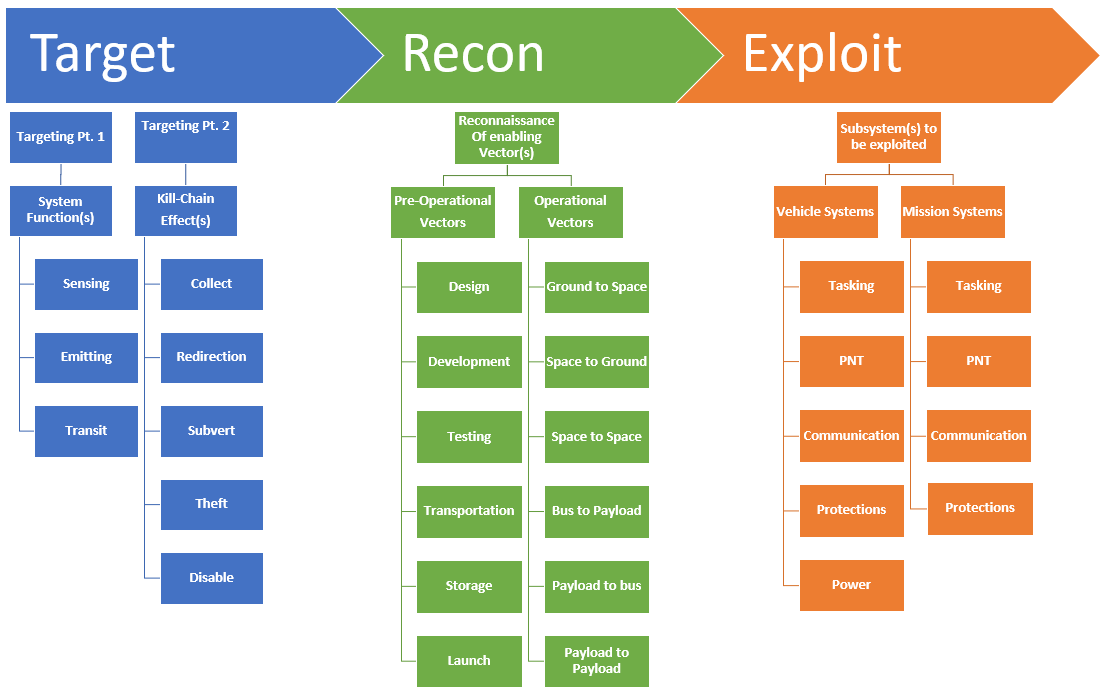 Target
Recon
Exploit
Targeting Pt. 1
System
Function(s)
Sensing
Emitting
Transit
Targeting Pt. 2
Kill-Chain
Effect(s)
Collect
Redirection
Subvert
Theft
Disable
Reconnaissance
Of enabling
Vector(s)
Pre-Operational
Vectors
Design
Development
Testing
Transportation
Storage
Launch
Operational
Vectors
Ground to Space
Space to Ground
Space to Space
Bus to Payload
Payload to bus
Payload to
Payload
Subsystem(s) to
be exploited
Vehicle Systems
Tasking
PNT
Communication
Protections
Power
Mission Systems
Tasking
PNT
Communication
Protections